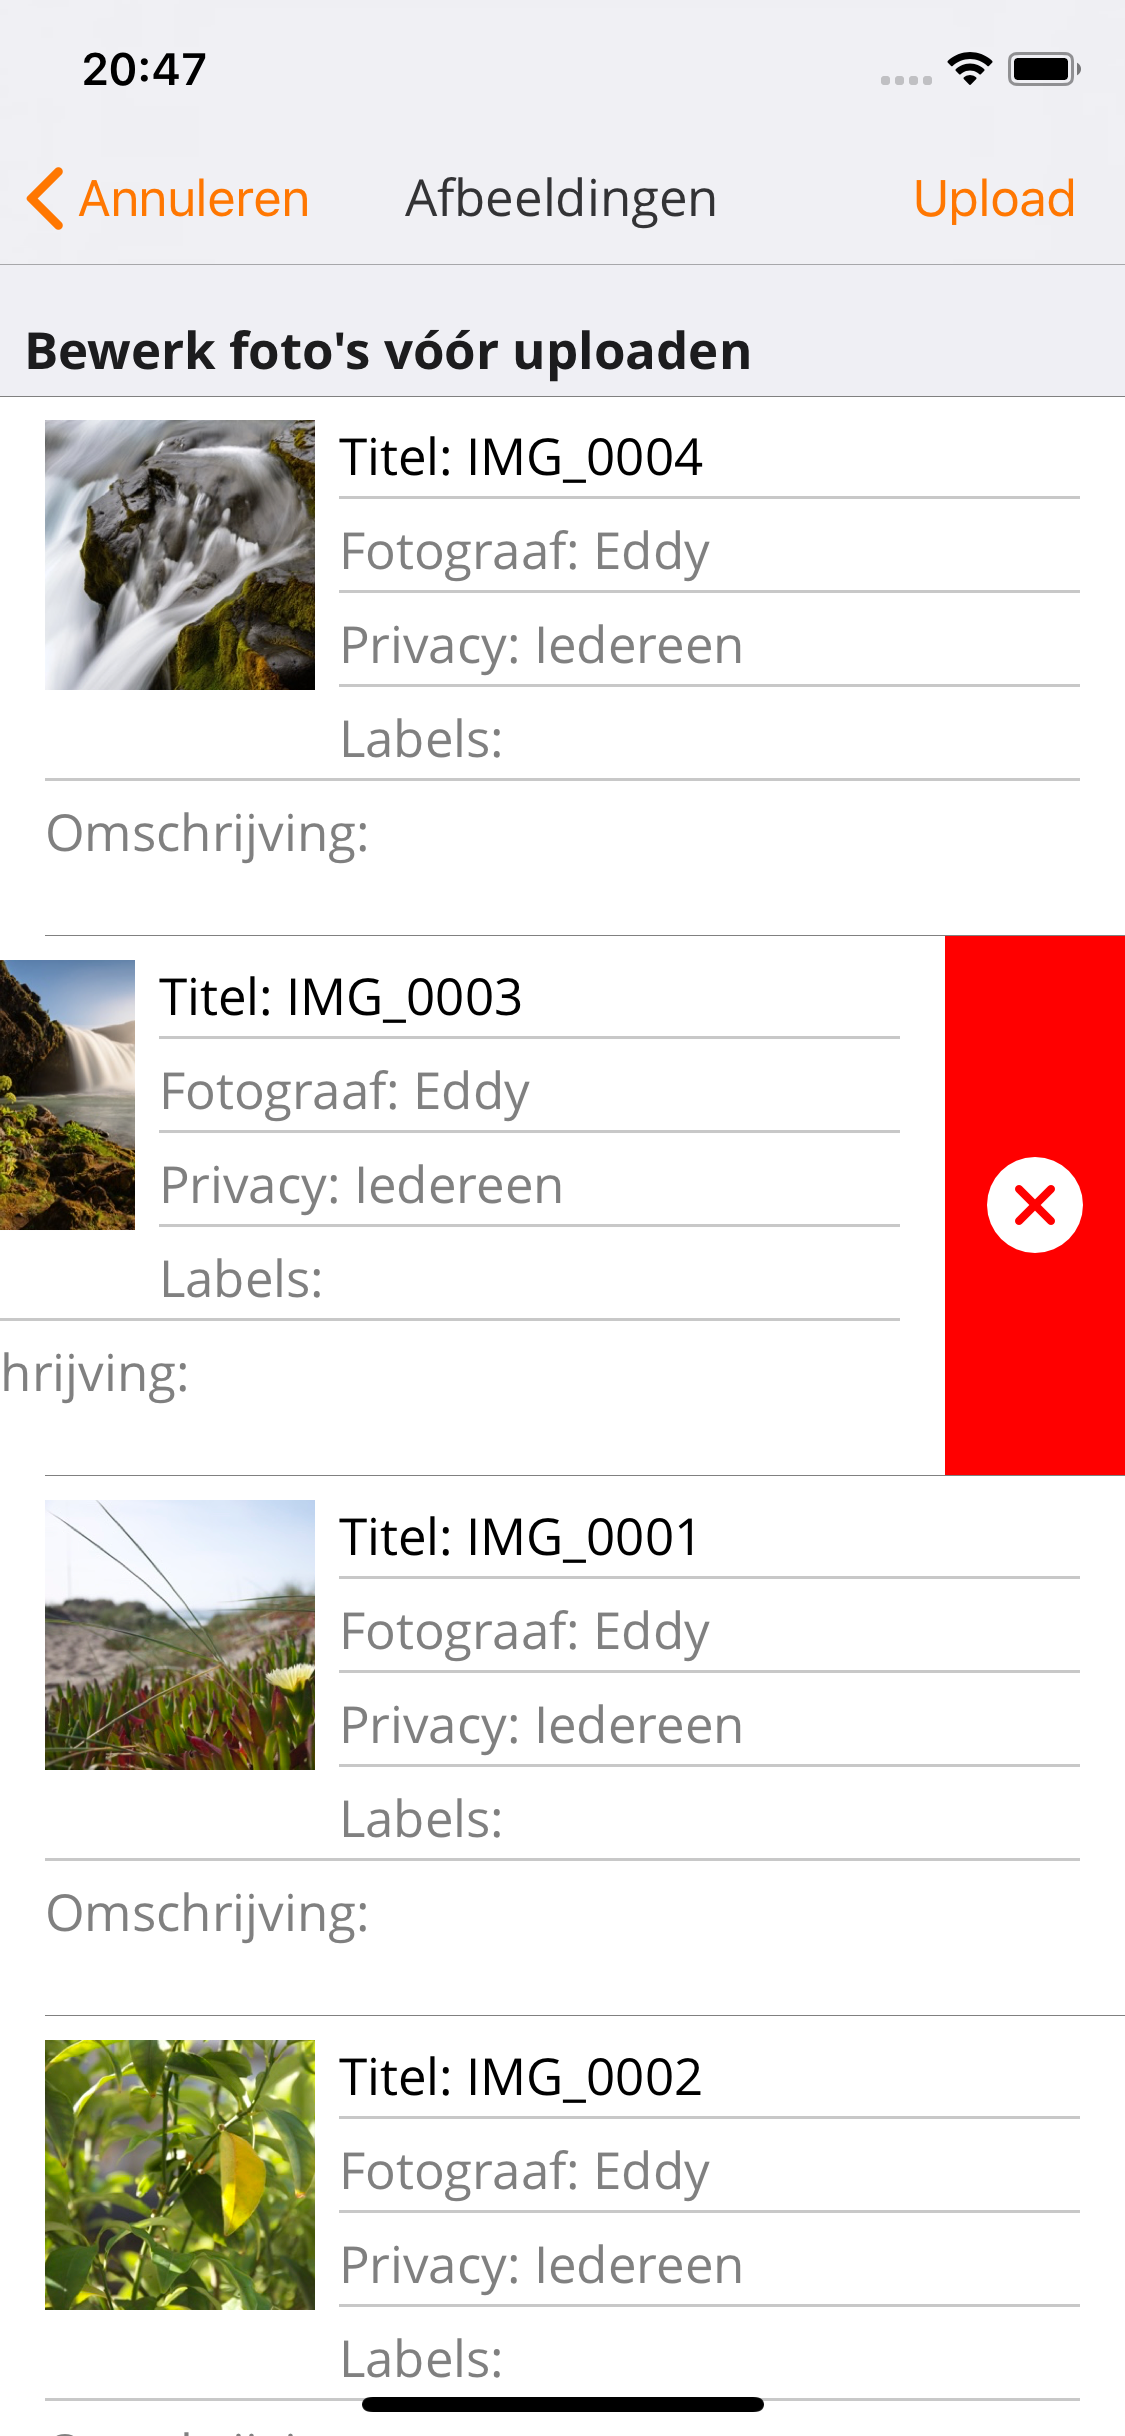 20:47
Annuleren Afbeeldingen Upload
Bewerk foto's vóór uploaden
Titel: IMG_0004
Fotograaf: Eddy
Privacy: Iedereen
Labels:
Omschrijving:
Titel: IMG_0003
Fotograaf: Eddy
Privacy: Iedereen
Labels:
hrijving:
Titel: IMG_0001
Fotograaf: Eddy
Privacy: Iedereen
Labels:
Omschrijving:
Titel: IMG_0002
Fotograaf: Eddy
Privacy: Iedereen
Labels: